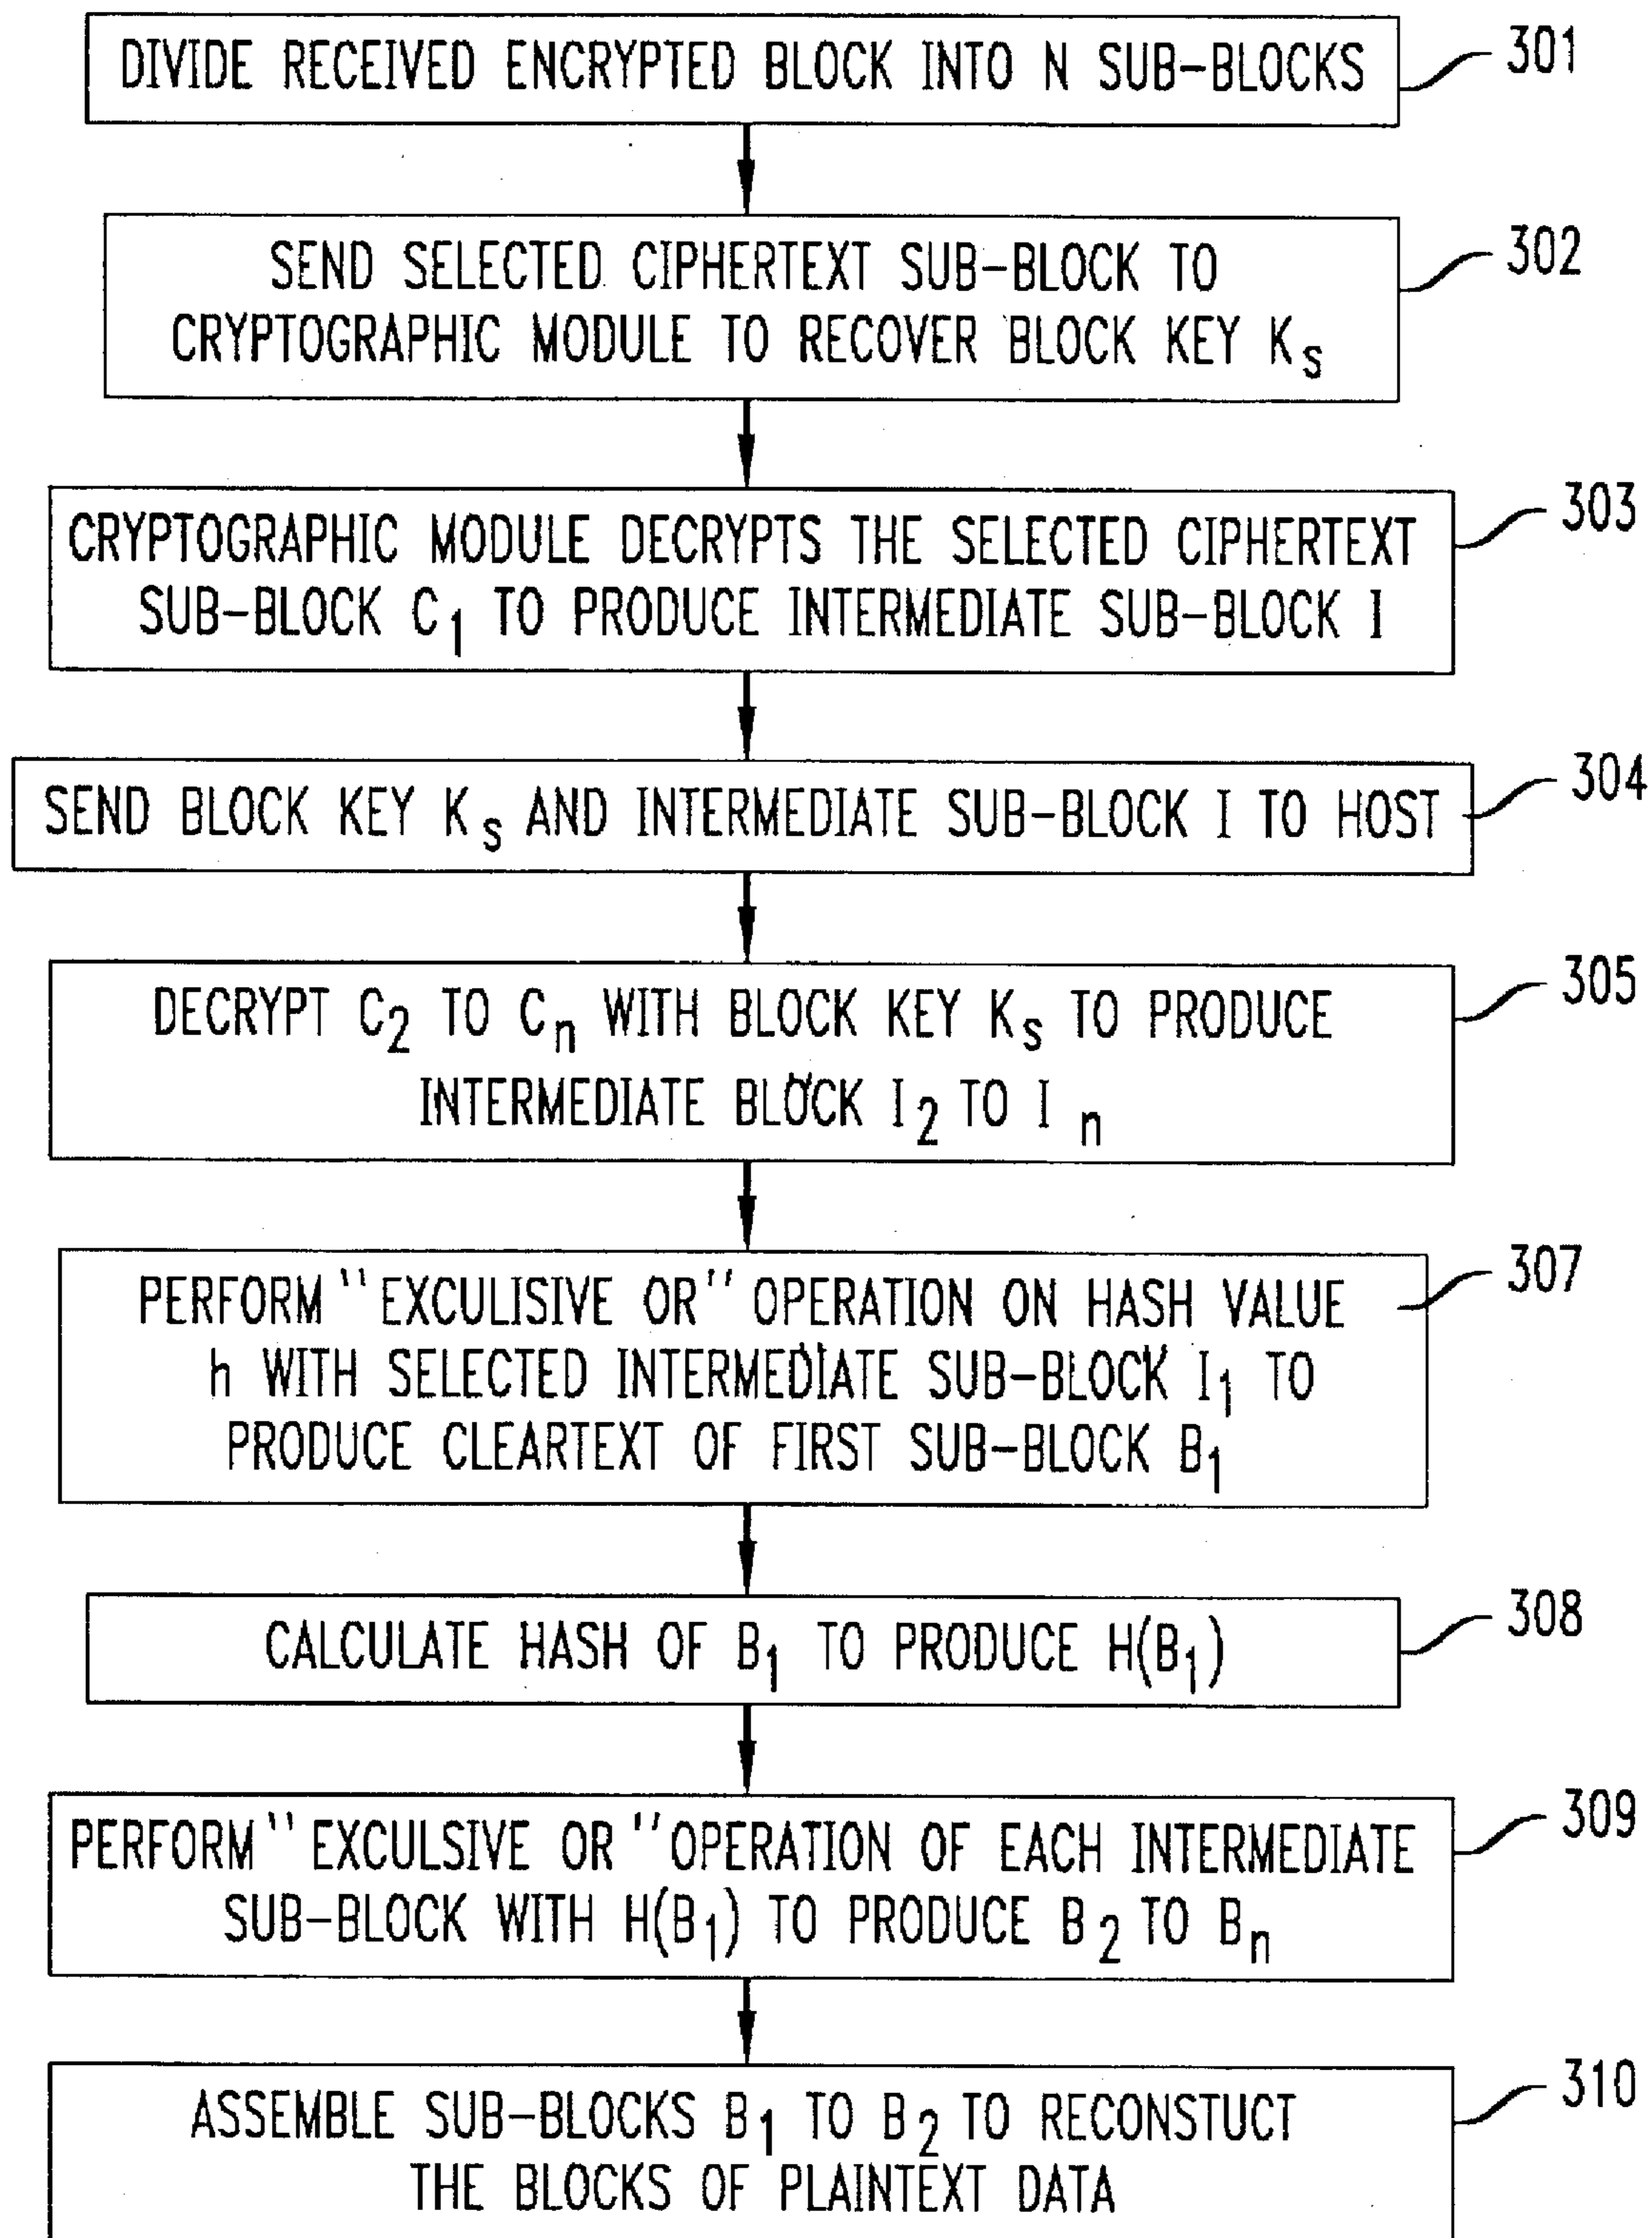 DIVIDE RECEIVED ENCRYPTED BLOCK INTO N SUB-BLOCKS
301
SEND SELECTED CIPHERTEXT SUB-BLOCK TO
CRYPTOGRAPHIC MODULE TO RECOVER BLOCK KEY Ks
302
CRYPTOGRAPHIC MODULE DECRYPTS THE SELECTED CIPHERTEXT
SUB-BLOCK C1 TO PRODUCE INTERMEDIATE SUB-BLOCK I
303
SEND BLOCK KEY Ks AND INTERMEDIATE SUB-BLOCK I TO HOST
304
DECRYPT C2 TO Cn WITH BLOCK KEY Ks TO PRODUCE
INTERMEDIATE BLOCK I2 TO In
305
PERFORM "EXCULISIVE OR" OPERATION ON HASH VALUE
h WITH SELECTED INTERMEDIATE SUB-BLOCK I1 TO
PRODUCE CLEARTEXT OF FIRST SUB-BLOCK B1
307
CALCULATE HASH OF B1 TO PRODUCE H(B1)
308
PERFORM "EXCULSIVE OR" OPERATION OF EACH INTERMEDIATE
SUB-BLOCK WITH H(B1) TO PRODUCE B2 TO Bn
309
ASSEMBLE SUB-BLOCKS B1 TO B2 TO RECONSTUCT
THE BLOCKS OF PLAINTEXT DATA
310